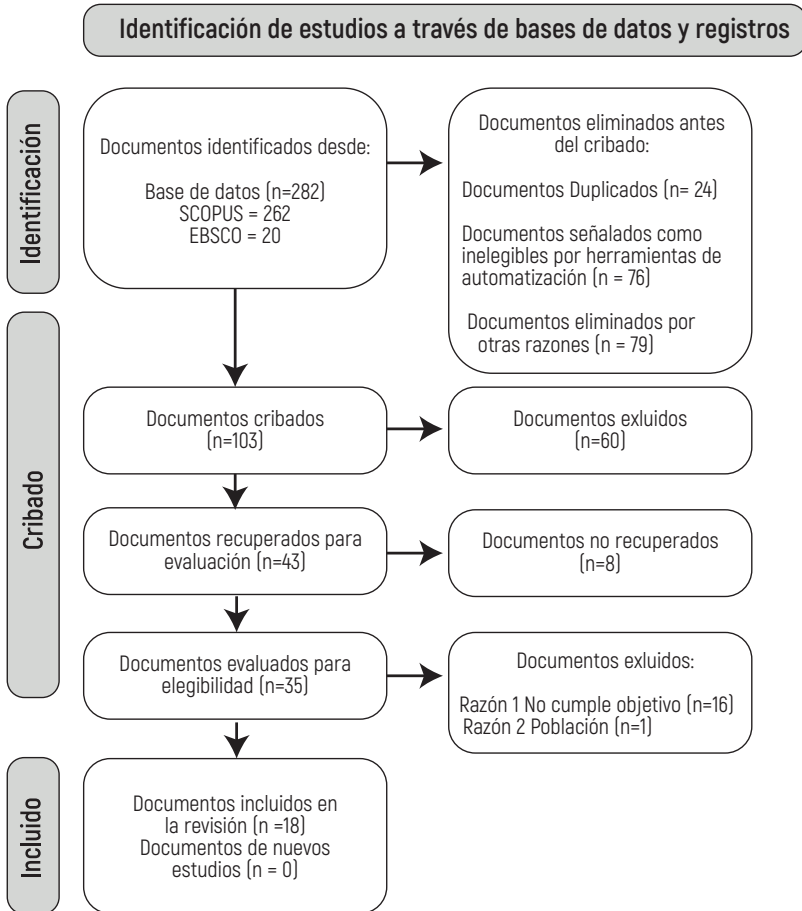 Identificación de estudios a través de bases de datos y registros
Identificación
Documentos identificados desde:
Base de datos (n=282)
SCOPUS = 262
EBSCO = 20
Documentos eliminados antes
del cribado:
Documentos Duplicados (n= 24)
Documentos señalados como
inelegibles por herramientas de
automatización (n = 76)
Documentos eliminados por
otras razones (n = 79)
Cribado
Documentos cribados
(n=103)
Documentos exluidos
(n=60)
Documentos recuperados para
evaluación (n=43)
Documentos no recuperados
(n=8)
Documentos evaluados para
elegibilidad (n=35)
Documentos exluidos:
Razón 1 No cumple objetivo (n=16)
Razón 2 Población (n=1)
Incluido
Documentos incluidos en
la revisión (n =18)
Documentos de nuevos
estudios (n = 0)